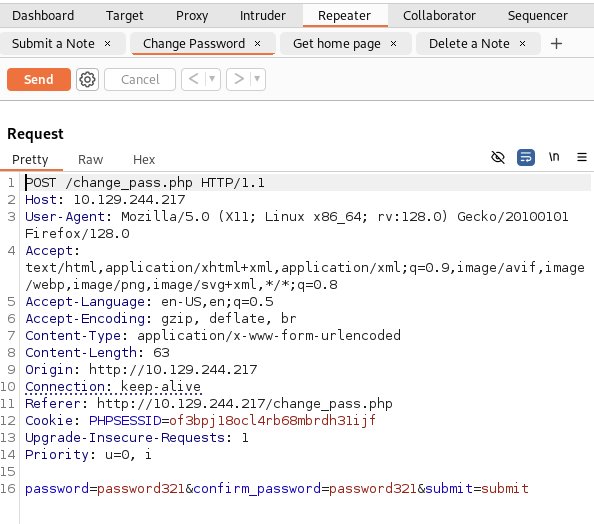 Dashboard Target Proxy Intruder Repeater Collaborator Sequencer
Submit a Note × Change Password × Get home page × Delete a Note × +
Send Cancel < ▼ > ▼
Request
Pretty Raw Hex \n
1 POST /change_pass.php HTTP/1.1
2 Host: 10.129.244.217
3 User-Agent: Mozilla/5.0 (X11; Linux x86_64; rv:128.0) Gecko/20100101
Firefox/128.0
4 Accept:
text/html,application/xhtml+xml,application/xml;q=0.9,image/avif,image
/webp,image/png,image/svg+xml,*/*;q=0.8
5 Accept-Language: en-US,en;q=0.5
6 Accept-Encoding: gzip, deflate, br
7 Content-Type: application/x-www-form-urlencoded
8 Content-Length: 63
9 Origin: http://10.129.244.217
10 Connection: keep-alive
11 Referer: http://10.129.244.217/change_pass.php
12 Cookie: PHPSESSID=of3bpj18ocl4rb68mbrdh31ijf
13 Upgrade-Insecure-Requests: 1
14 Priority: u=0, i
15
16 password=password321&confirm_password=password321&submit=submit